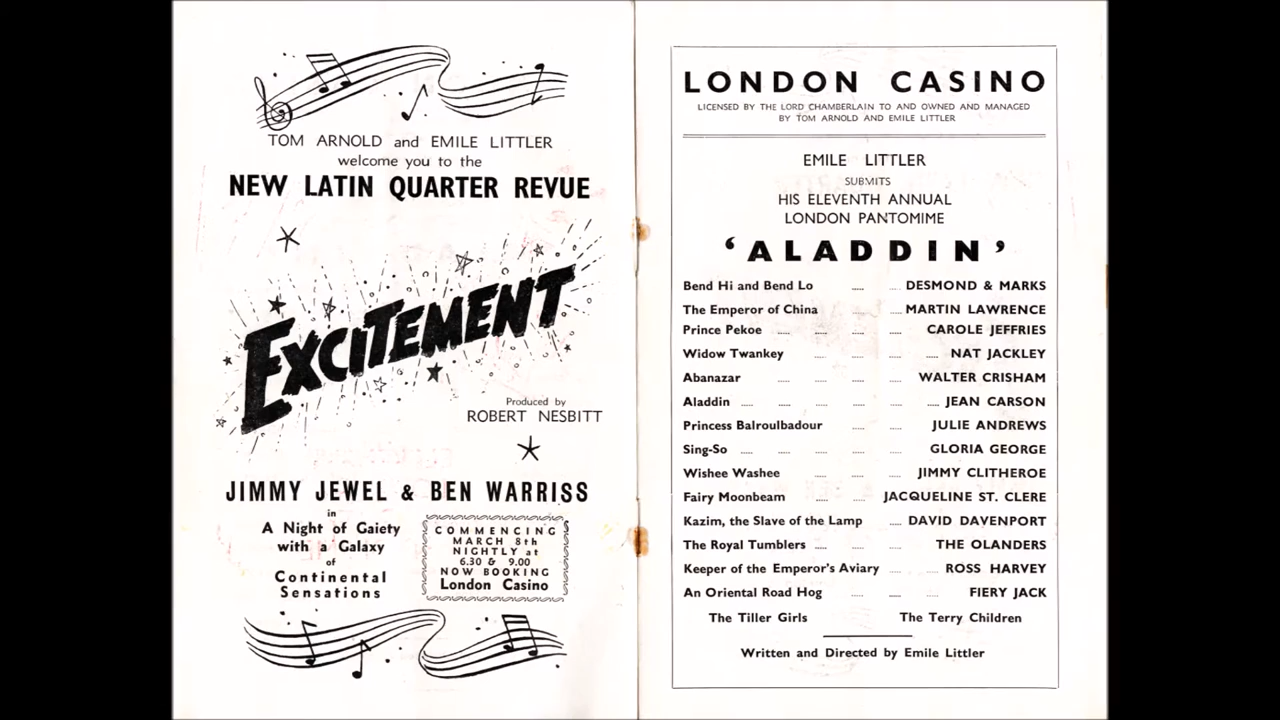 TOM ARNOLD and EMILE LITTLER
welcome you to the
NEW LATIN QUARTER REVUE
EXCITEMENT
Produced by
ROBERT NESBITT
JIMMY JEWEL & BEN WARRISS
in
A Night of Gaiety
with a Galaxy
of
Continental
Sensations
COMMENCING
MARCH 8th
NIGHTLY at
6.30 & 9.00
NOW BOOKING
London Casino
LONDON CASINO
LICENSED BY THE LORD CHAMBERLAIN TO AND OWNED AND MANAGED
BY TOM ARNOLD AND EMILE LITTLER
EMILE LITTLER
SUBMITS
HIS ELEVENTH ANNUAL
LONDON PANTOMIME
‘ALADDIN’
Bend Hi and Bend Lo ..... ..... DESMOND & MARKS
The Emperor of China ..... ..... MARTIN LAWRENCE
Prince Pekoe ..... ..... ..... ..... CAROLE JEFFRIES
Widow Twankey ..... ..... ..... ..... NAT JACKLEY
Abanazar ..... ..... ..... ..... WALTER CRISHAM
Aladdin ..... ..... ..... ..... ..... ..... JEAN CARSON
Princess Balroulbadour ..... ..... JULIE ANDREWS
Sing-So ..... ..... ..... ..... ..... GLORIA GEORGE
Wishee Washee ..... ..... ..... JIMMY CLITHEROE
Fairy Moonbeam ..... ..... JACQUELINE ST. CLERE
Kazim, the Slave of the Lamp ..... DAVID DAVENPORT
The Royal Tumblers ..... ..... ..... THE OLANDERS
Keeper of the Emperor's Aviary ..... ..... ROSS HARVEY
An Oriental Road Hog ..... ..... ..... FIERY JACK
The Tiller Girls The Terry Children
Written and Directed by Emile Littler